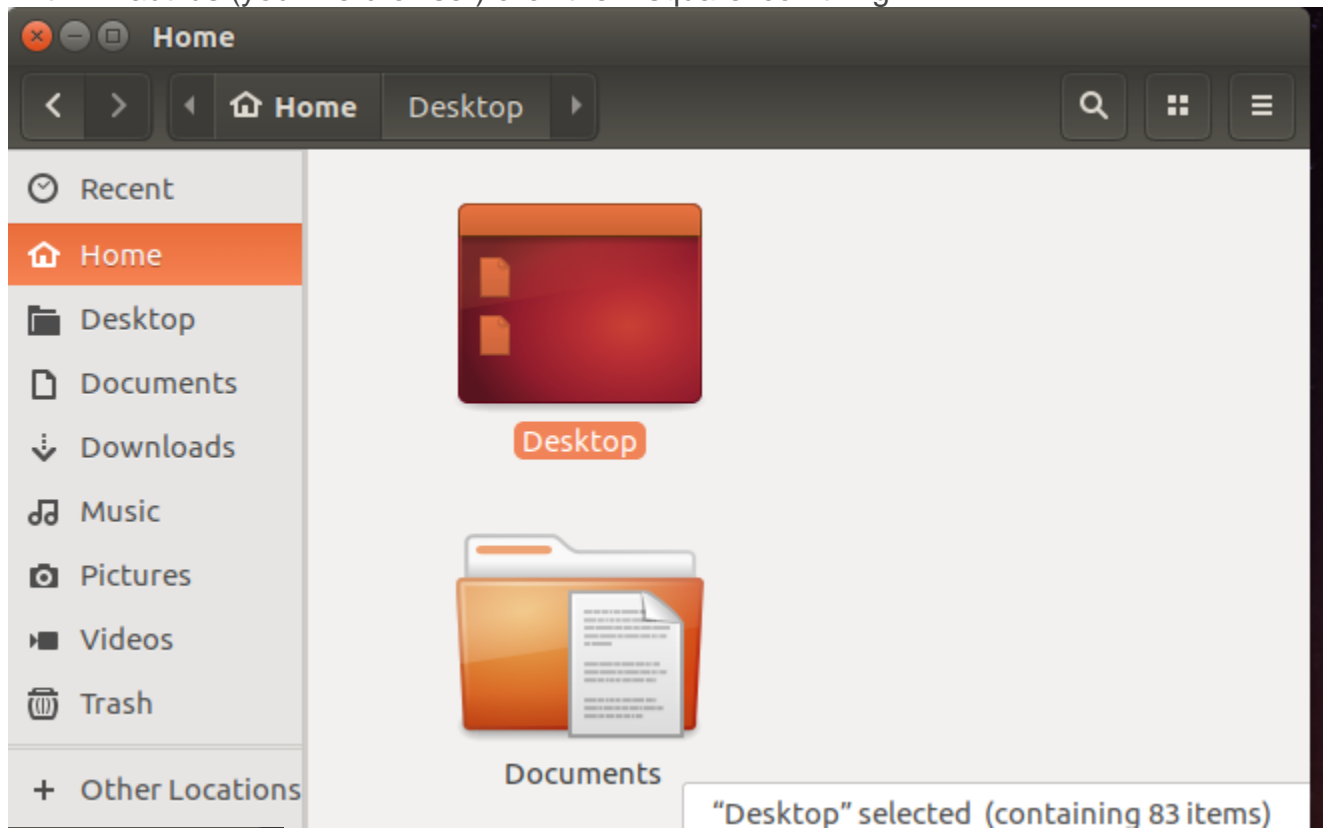 Home
Home Desktop
Recent
Home
Desktop
Documents
Downloads
Music
Pictures
Videos
Trash
Other Locations
Desktop
Documents
“Desktop” selected (containing 83 items)